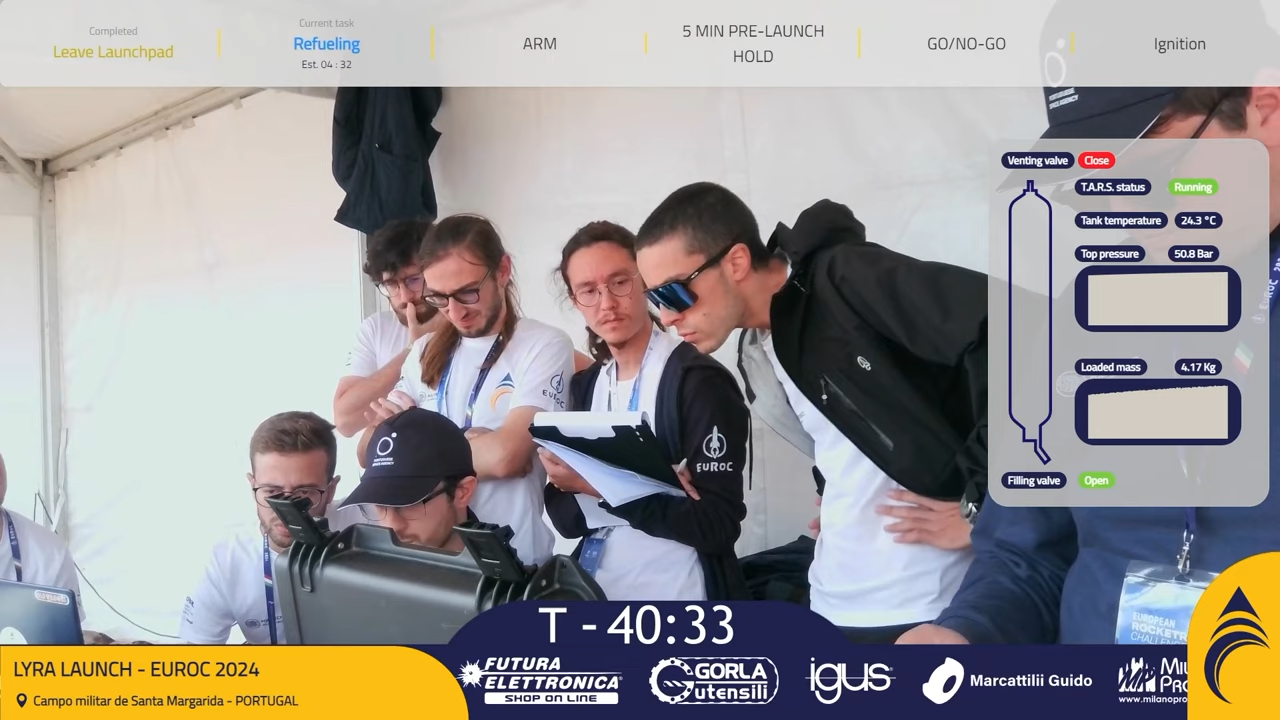 Completed
Leave Launchpad
Current task
Refueling
Est. 04 : 32
ARM
5 MIN PRE-LAUNCH
HOLD
GO/NO-GO
Ignition
Venting valve Close
T.A.R.S. status Running
Tank temperature 24.3 °C
Top pressure 50.8 Bar
Loaded mass 4.17 Kg
Filling valve Open
EUROC
EUROC
T - 40:33
LYRA LAUNCH - EUROC 2024
Campo militar de Santa Margarida - PORTUGAL
FUTURA
ELETTRONICA
SHOP ON LINE
GORLA
utensili
igus
Marcattilii Guido
www.milanopro
EUROPEAN
ROCKETRY
CHALLENGE